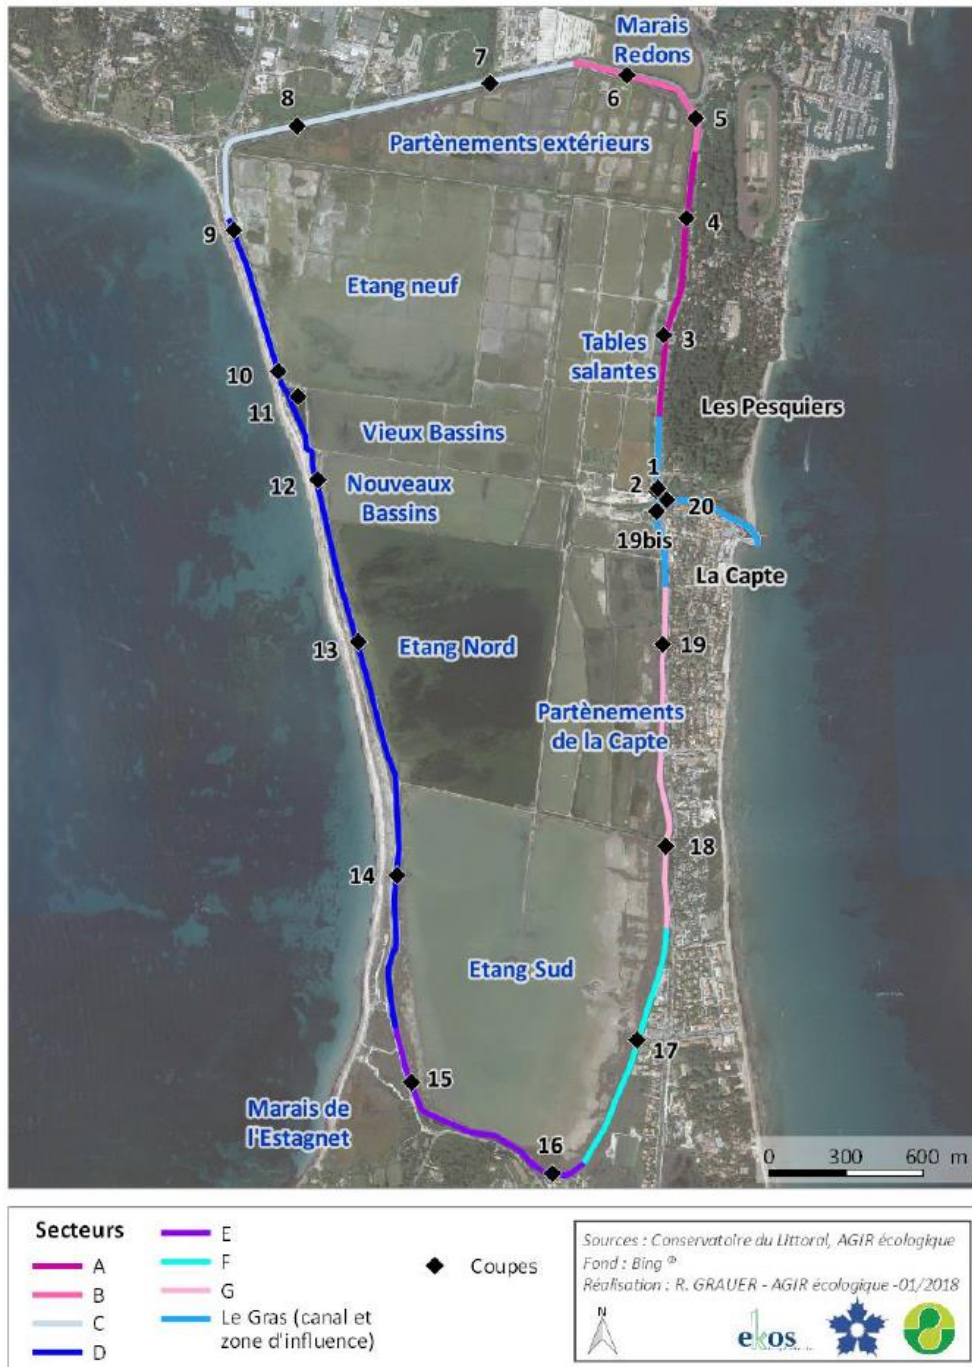 Marais
Redons
7
6
8
5
Partènements extérieurs
4
9
Etang neuf
3
Tables
salantes
10
11
Les Pesquiers
Vieux Bassins
1
12
Nouveaux
Bassins
2
20
19bis
La Capte
13
Etang Nord
19
Partènements
de la Capte
18
14
Etang Sud
17
15
Marais de
l'Estagnet
16
0 300 600 m
Secteurs
A
B
C
D
E
F
G
Le Gras (canal et
zone d'influence)
Coupes
Sources : Conservatoire du Littoral, AGIR écologique
Fond : Bing ®
Réalisation : R. GRAUER - AGIR écologique -01/2018
N
ekos